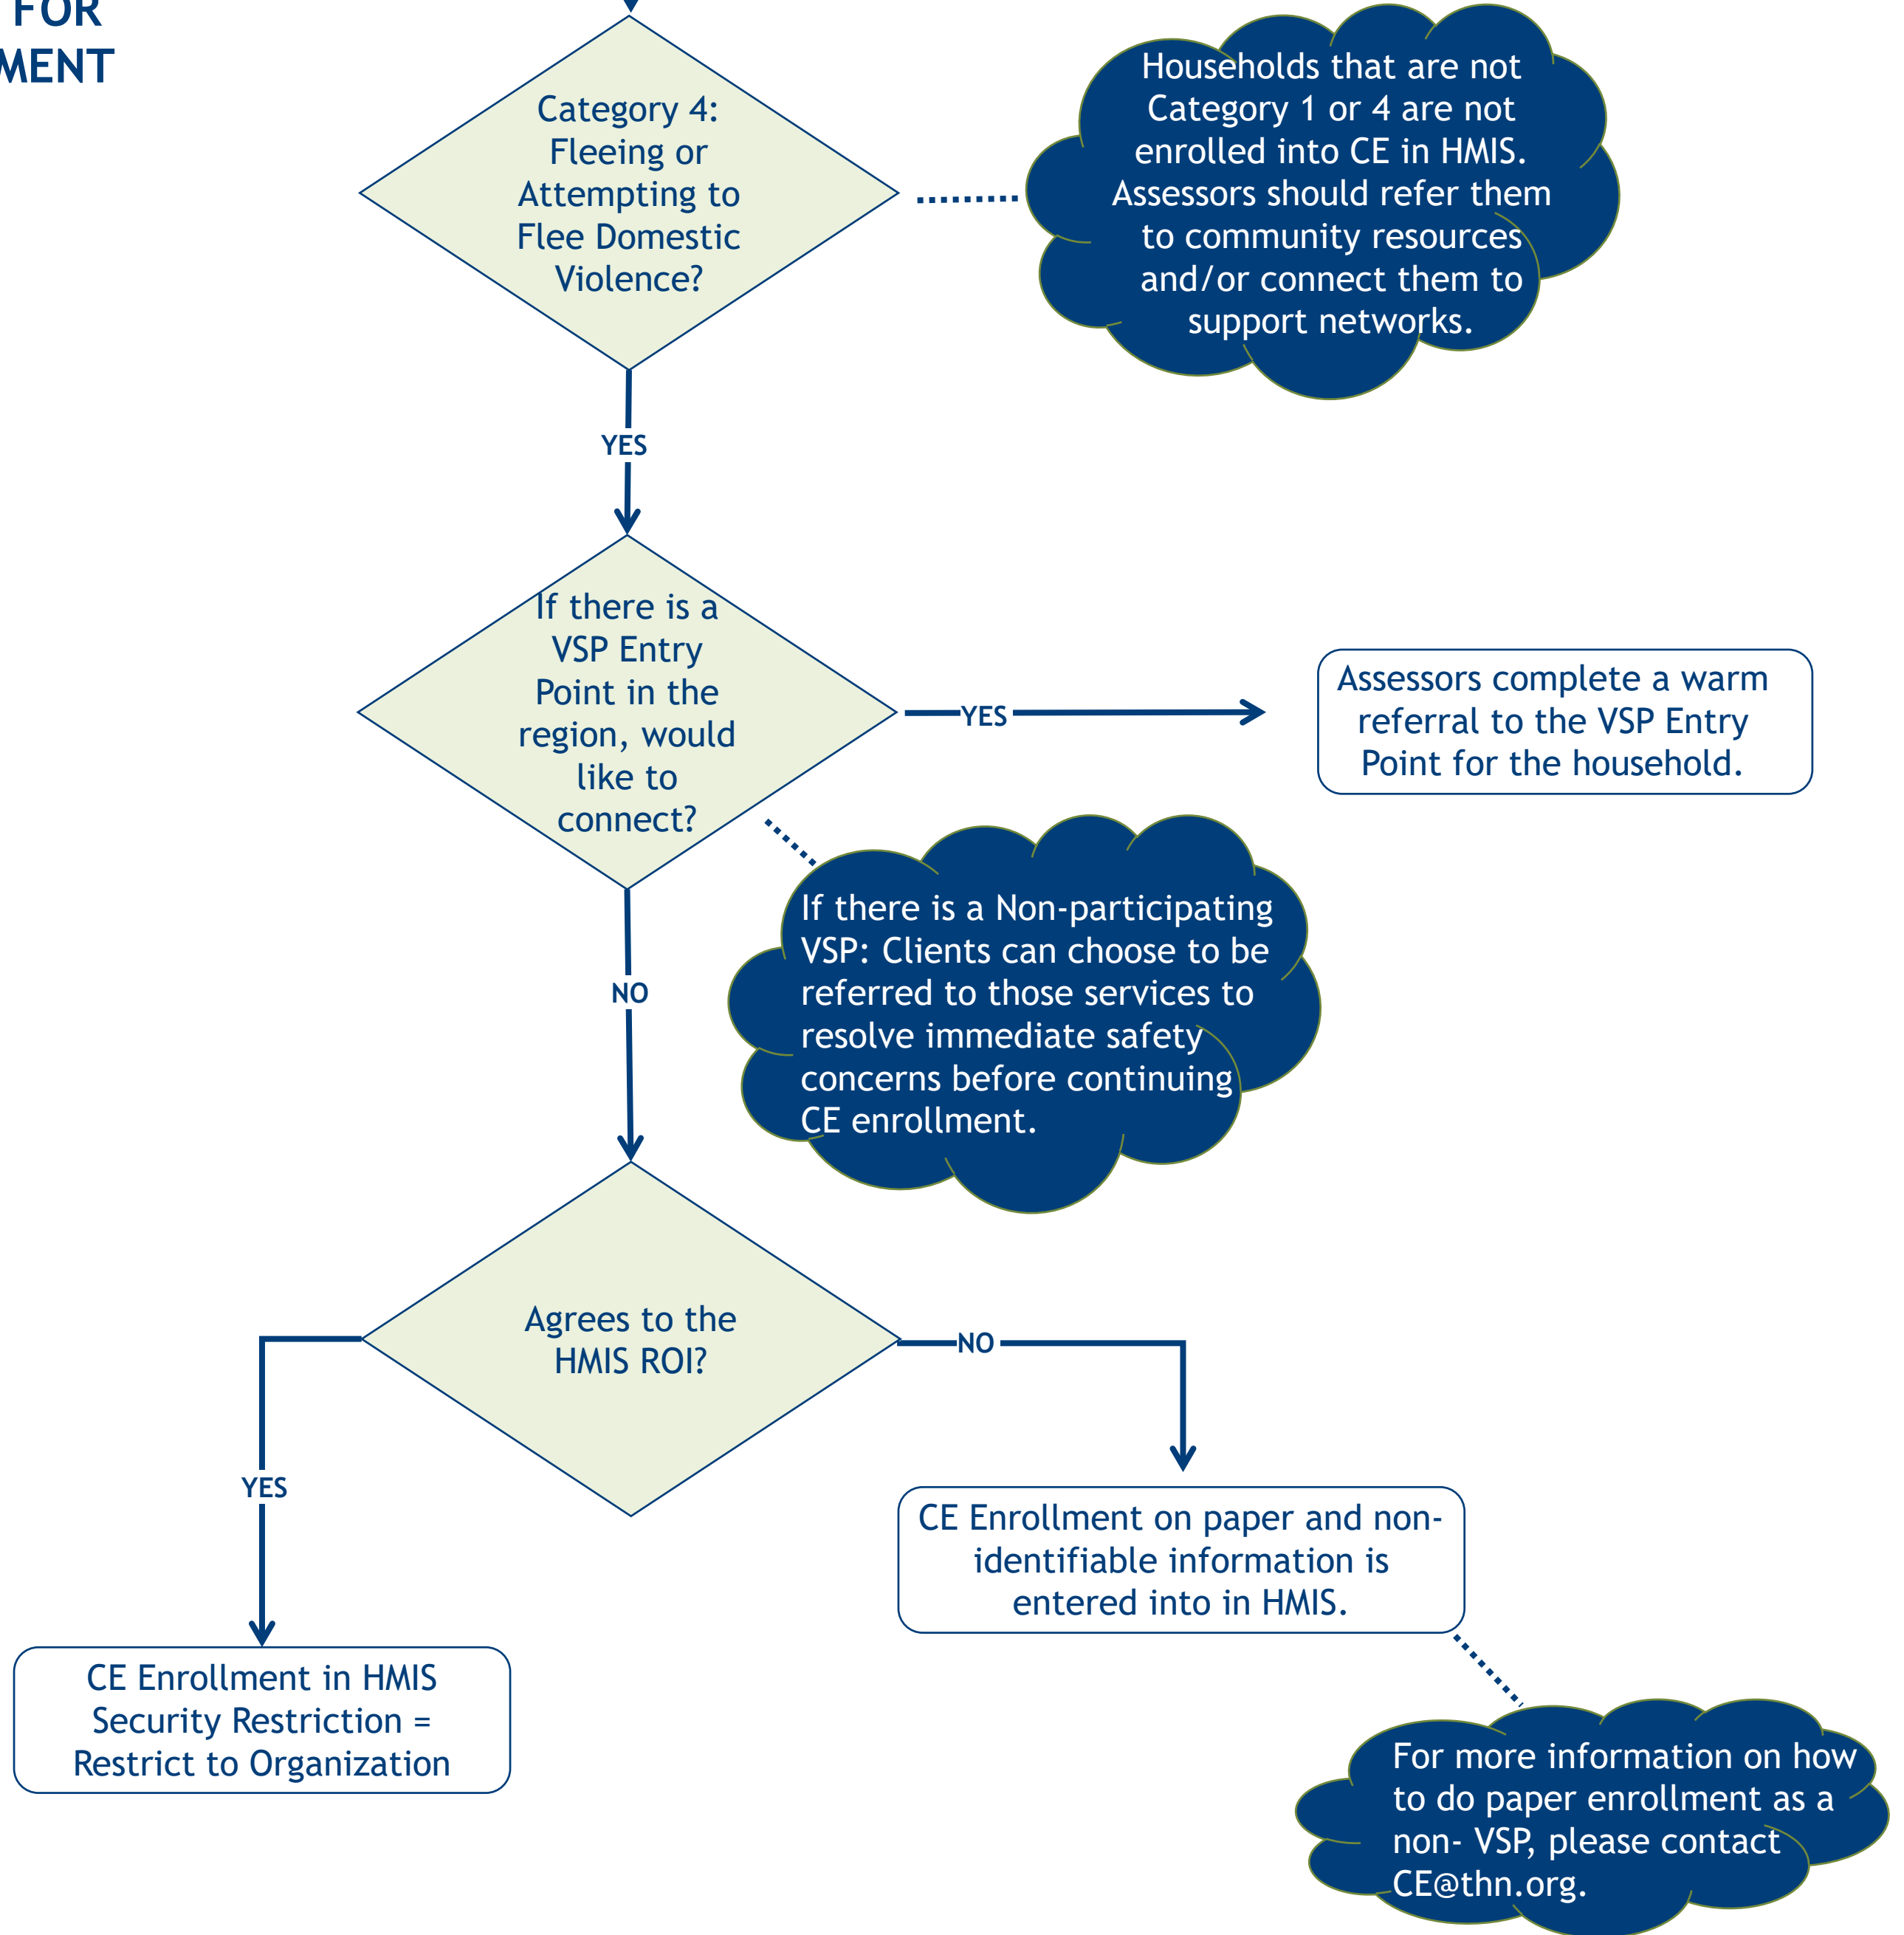 FOR
MENT
Category 4:
Fleeing or
Attempting to
Flee Domestic
Violence?
Households that are not
Category 1 or 4 are not
enrolled into CE in HMIS.
Assessors should refer them
to community resources
and/or connect them to
support networks.
YES
If there is a
VSP Entry
Point in the
region, would
like to
connect?
YES
Assessors complete a warm
referral to the VSP Entry
Point for the household.
If there is a Non-participating
VSP: Clients can choose to be
referred to those services to
resolve immediate safety
concerns before continuing
CE enrollment.
NO
Agrees to the
HMIS ROI?
NO
YES
CE Enrollment on paper and non-
identifiable information is
entered into in HMIS.
CE Enrollment in HMIS
Security Restriction =
Restrict to Organization
For more information on how
to do paper enrollment as a
non- VSP, please contact
CE@thn.org.